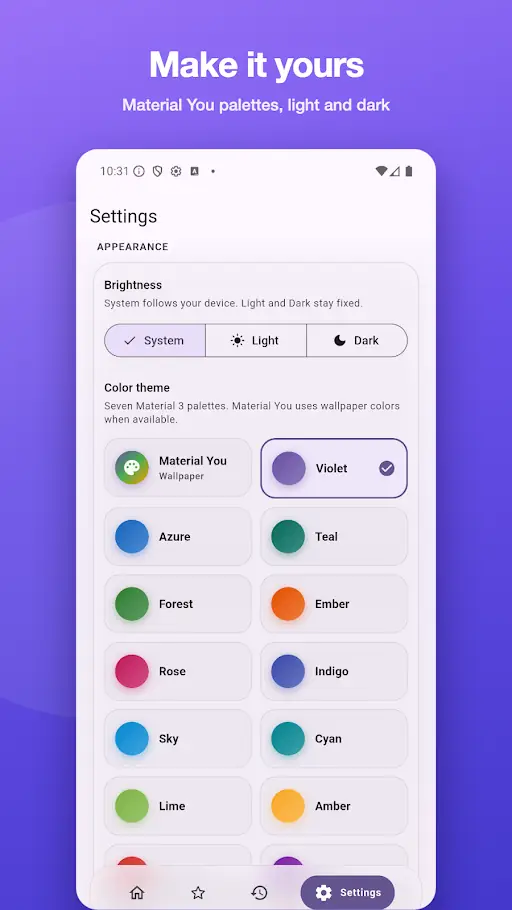 Make it yours
Material You palettes, light and dark
10:31
Settings
APPEARANCE
Brightness
System follows your device. Light and Dark stay fixed.
System
Light
Dark
Color theme
Seven Material 3 palettes. Material You uses wallpaper colors
when available.
Material You
Wallpaper
Violet
Azure
Teal
Forest
Ember
Rose
Indigo
Sky
Cyan
Lime
Amber
Settings